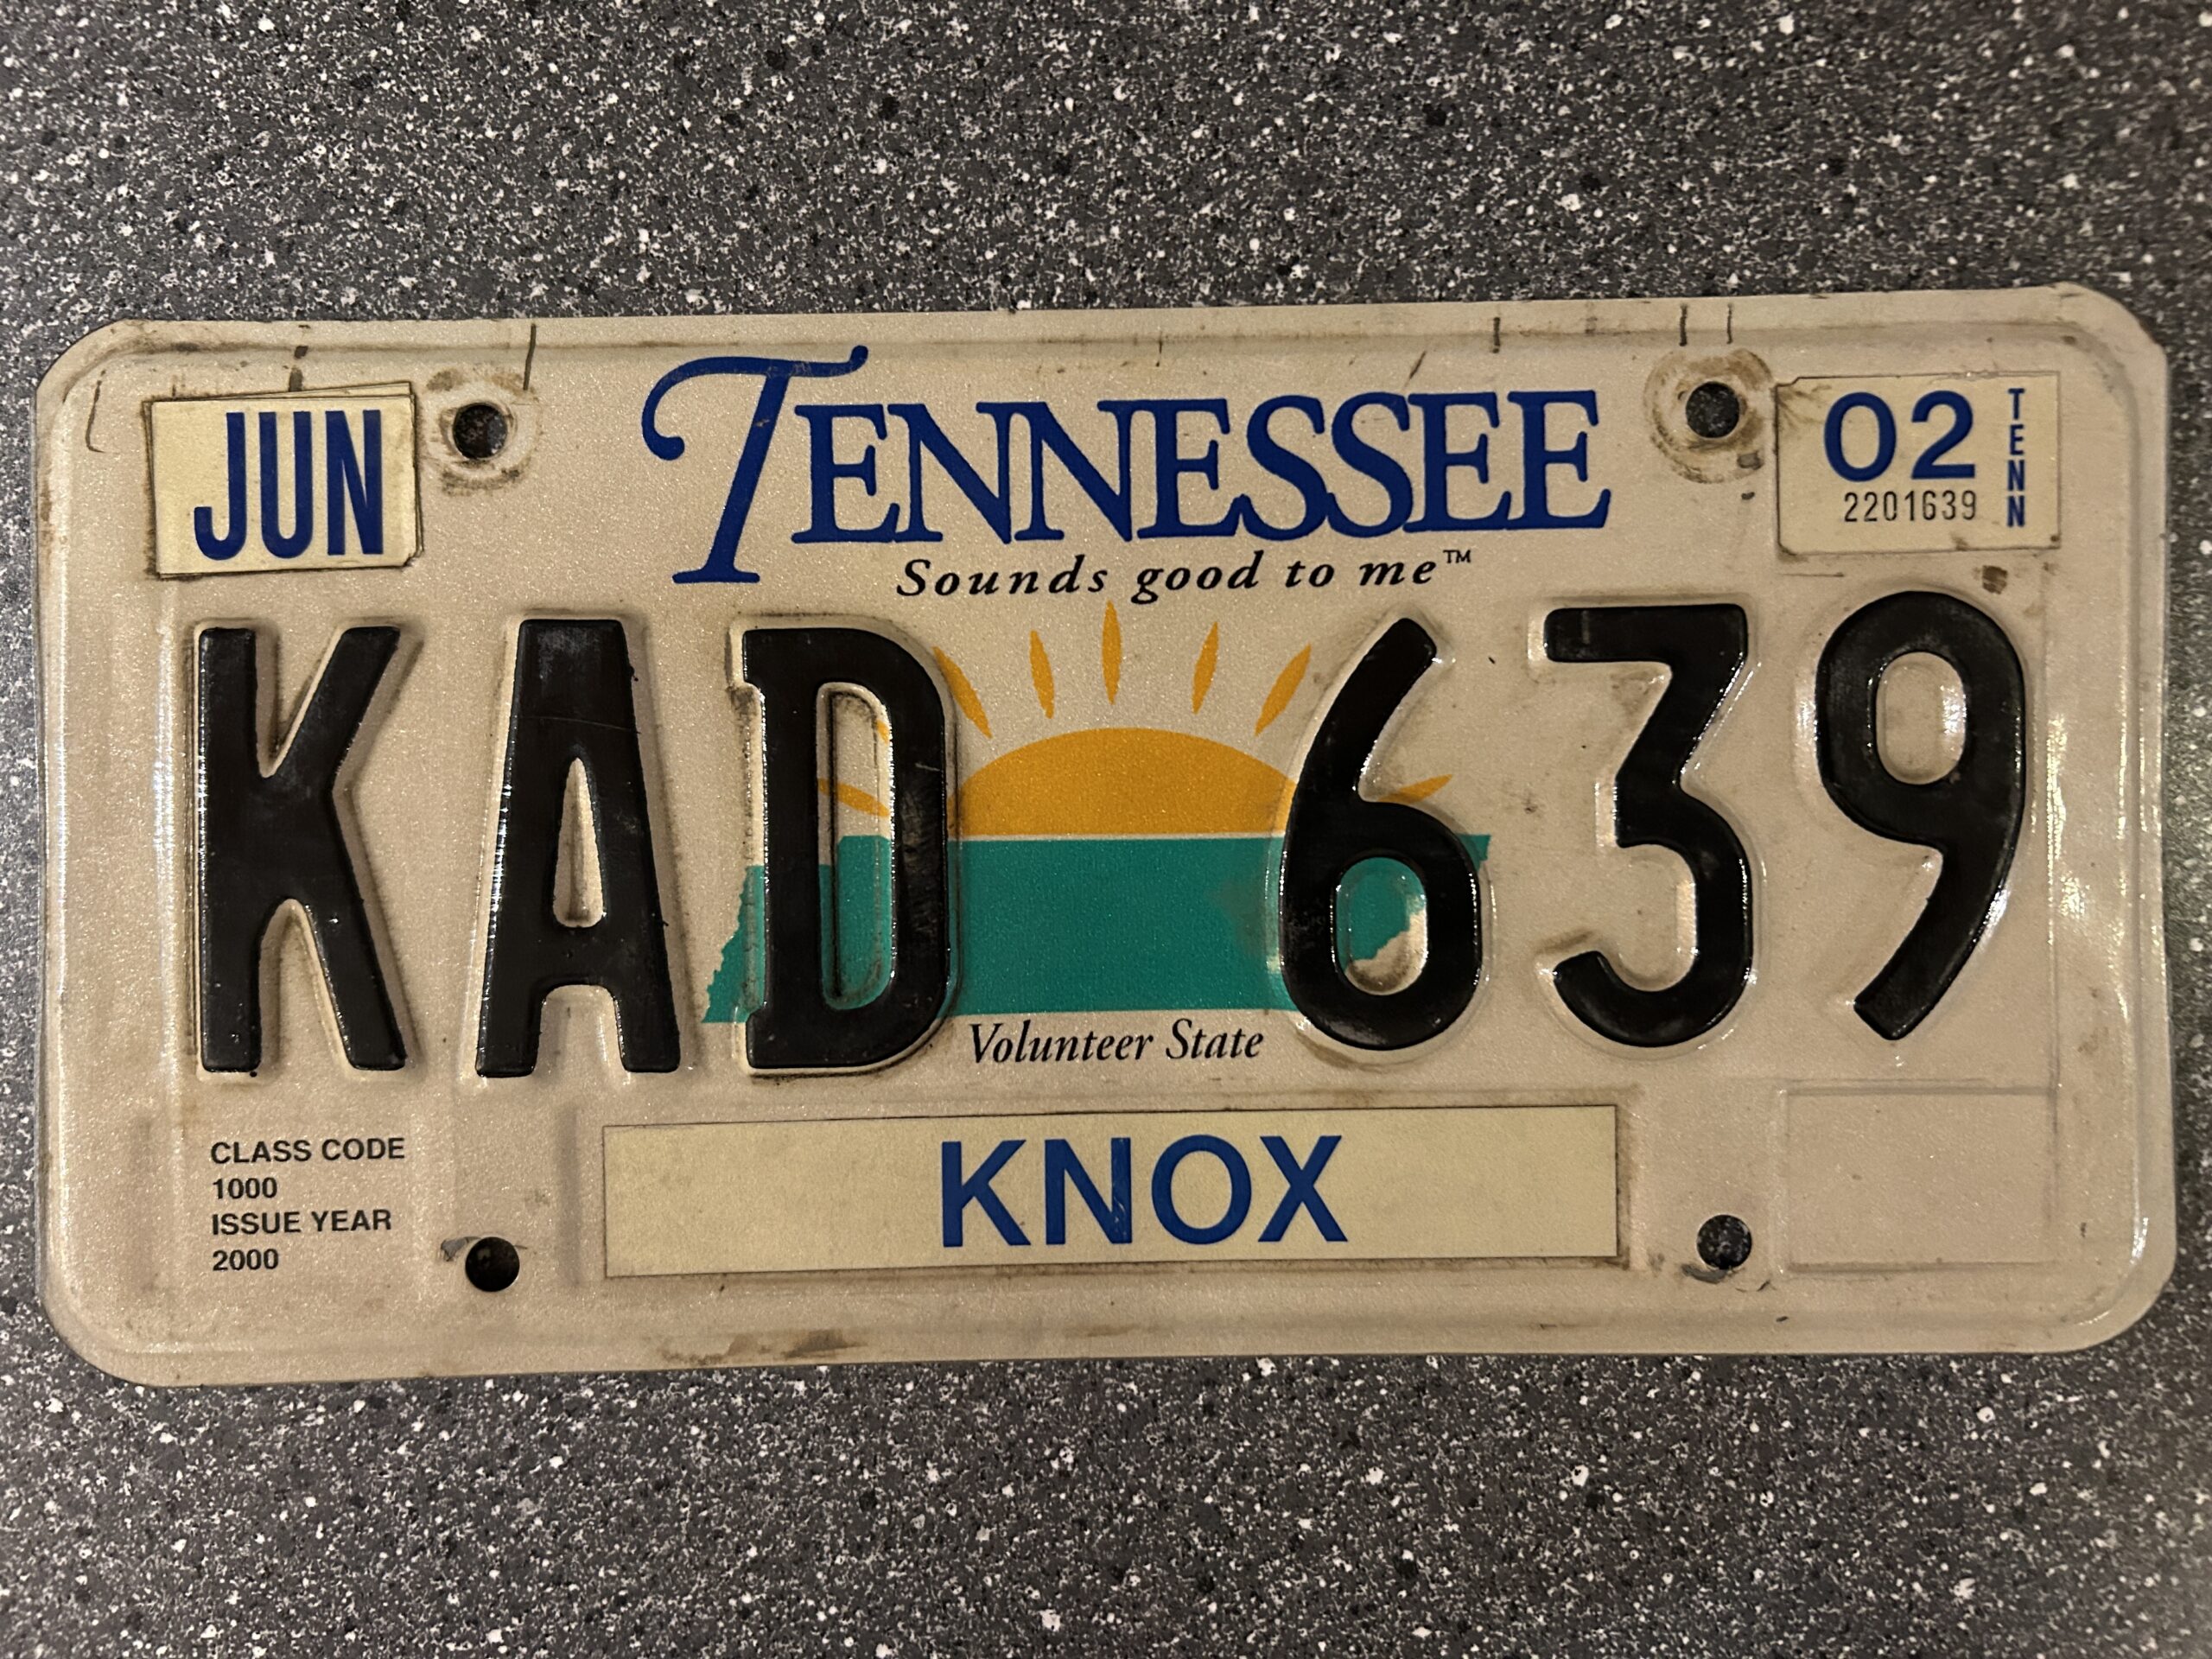 JUN
TENNESSEE
02
TENN
2201639
Sounds good to me™
KAD 639
Volunteer State
CLASS CODE
1000
ISSUE YEAR
2000
KNOX